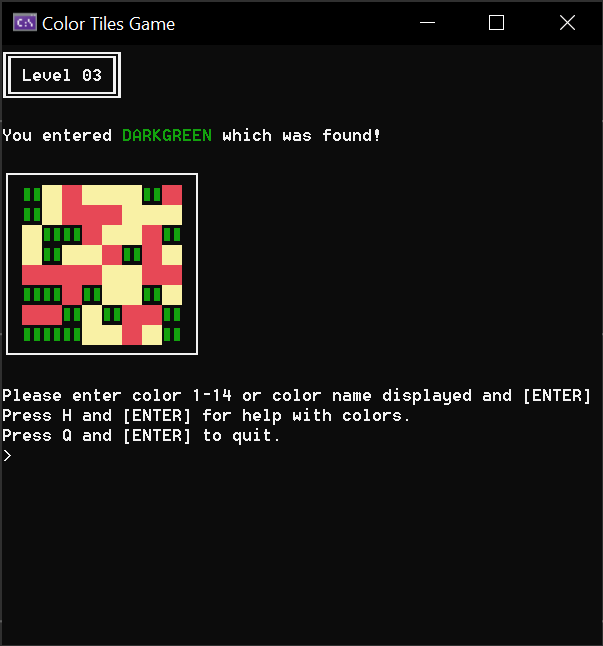 Color Tiles Game
Level 03
You entered DARKGREEN which was found!
Please enter color 1-14 or color name displayed and [ENTER]
Press H and [ENTER] for help with colors.
Press Q and [ENTER] to quit.
>